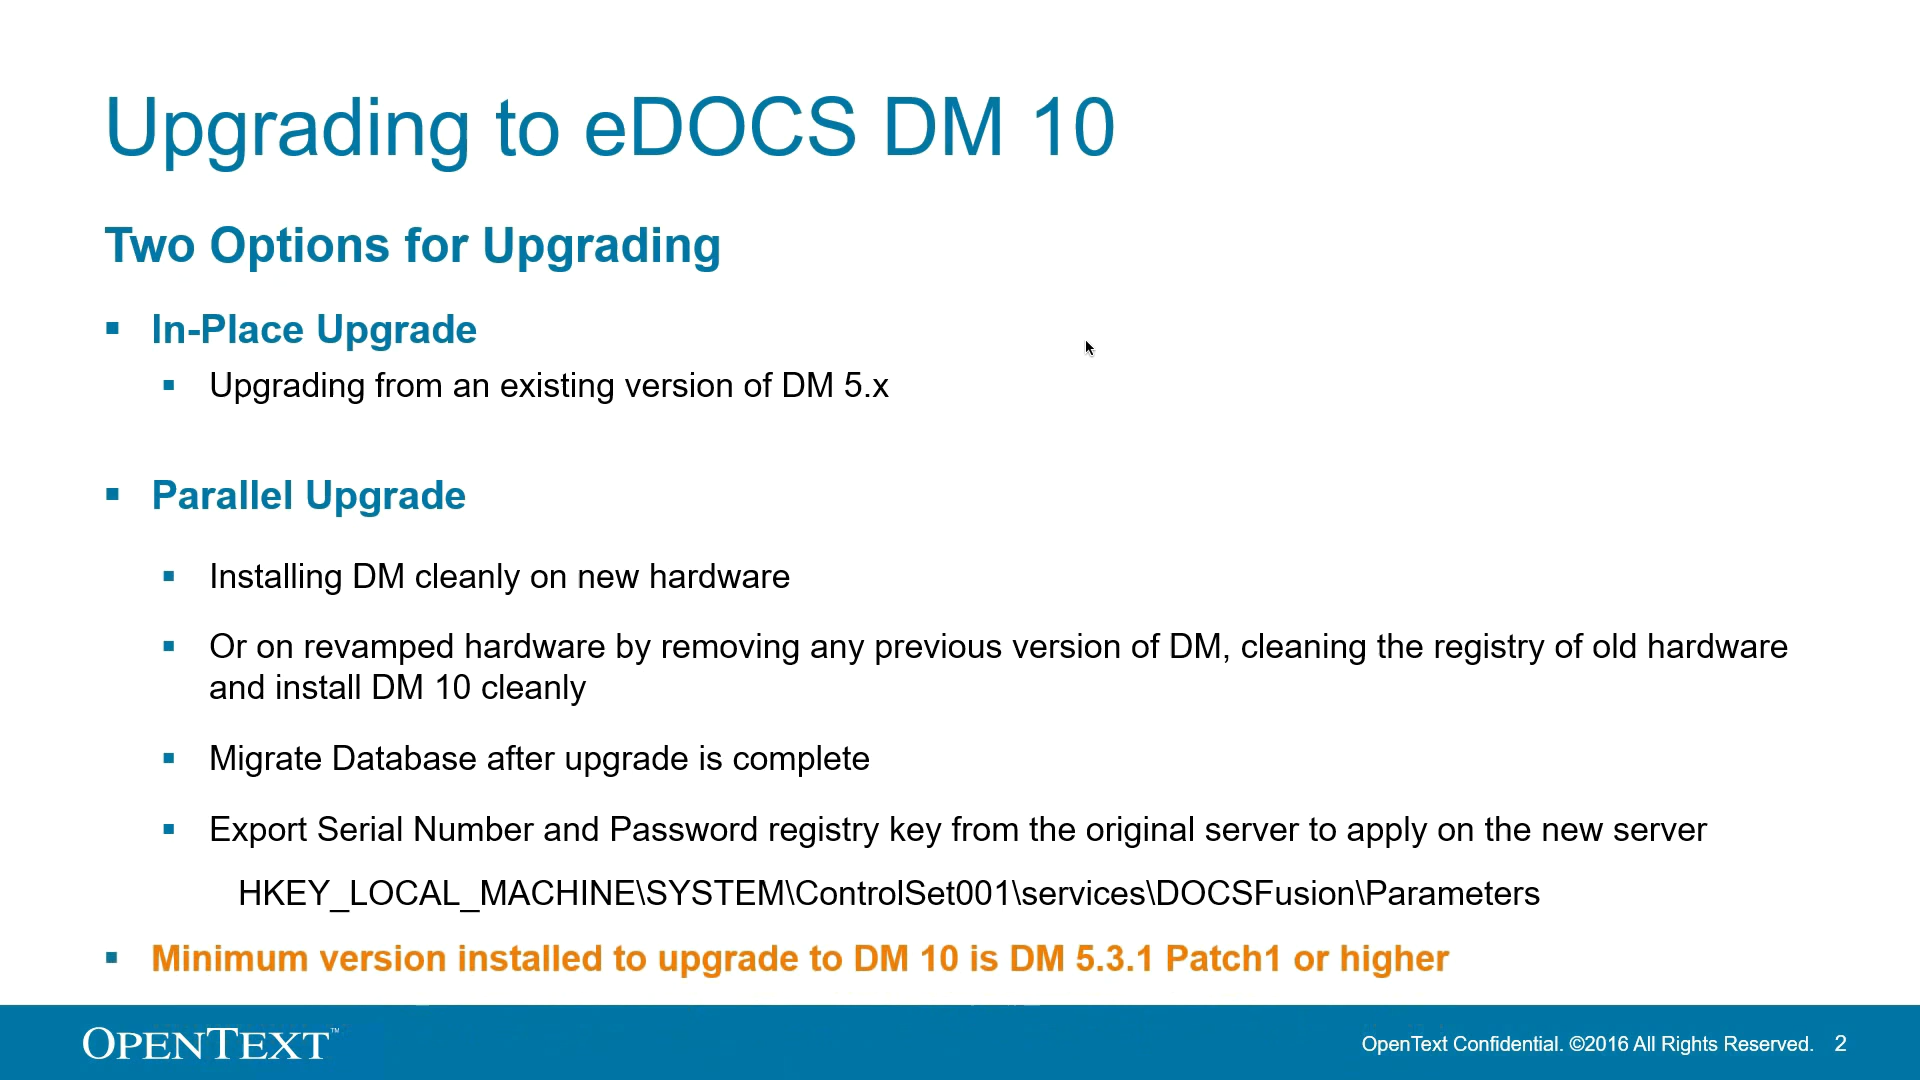 Upgrading to eDOCS DM 10
Two Options for Upgrading
▪ In-Place Upgrade
▪ Upgrading from an existing version of DM 5.x
▪ Parallel Upgrade
▪ Installing DM cleanly on new hardware
▪ Or on revamped hardware by removing any previous version of DM, cleaning the registry of old hardware
and install DM 10 cleanly
▪ Migrate Database after upgrade is complete
▪ Export Serial Number and Password registry key from the original server to apply on the new server
HKEY_LOCAL_MACHINE\SYSTEM\ControlSet001\services\DOCSFusion\Parameters
▪ Minimum version installed to upgrade to DM 10 is DM 5.3.1 Patch1 or higher
OPENTEXT™
OpenText Confidential. ©2016 All Rights Reserved. 2